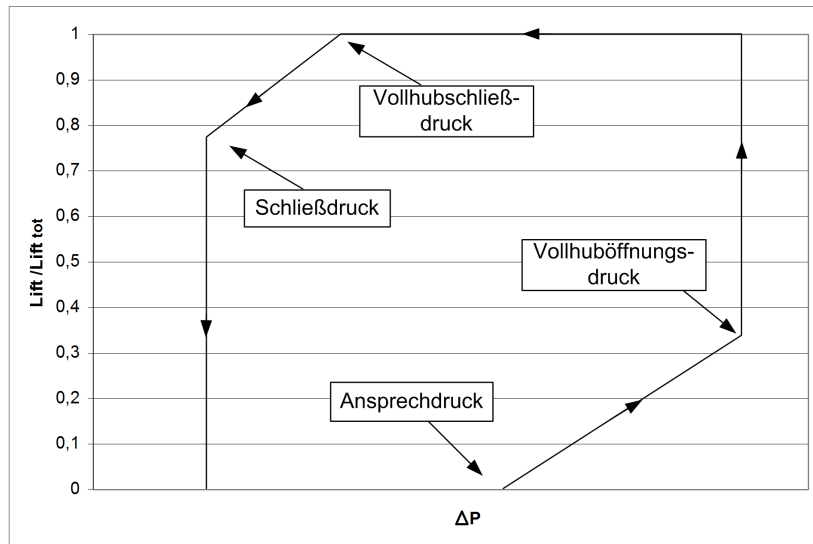 1
0,9
0,8
0,7
0,6
0,5
0,4
0,3
0,2
0,1
0
Lift /Lift tot
ΔP
Vollhubschließ-
druck
Schließdruck
Vollhuböffnungs-
druck
Ansprechdruck